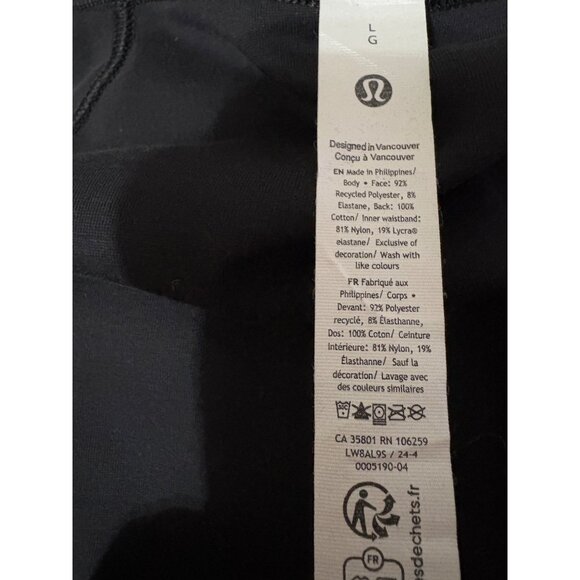 L
G
Designed in Vancouver
Conçu à Vancouver
EN Made in Philippines/
Body • Face: 92%
Recycled Polyester, 8%
Elastane, Back: 100%
Cotton/ Inner waistband:
81% Nylon, 19% Lycra®
elastane/ Exclusive of
decoration/ Wash with
like colours
FR Fabriqué aux
Philippines/ Corps •
Devant: 92% Polyester
recyclé, 8% Élasthanne,
Dos: 100% Coton/ Ceinture
intérieure: 81% Nylon, 19%
Élasthanne/ Sauf la
décoration/ Lavage avec
des couleurs similaires
30C
CA 35801 RN 106259
LW8AL9S / 24-4
0005190-04
FR
esdechets.fr